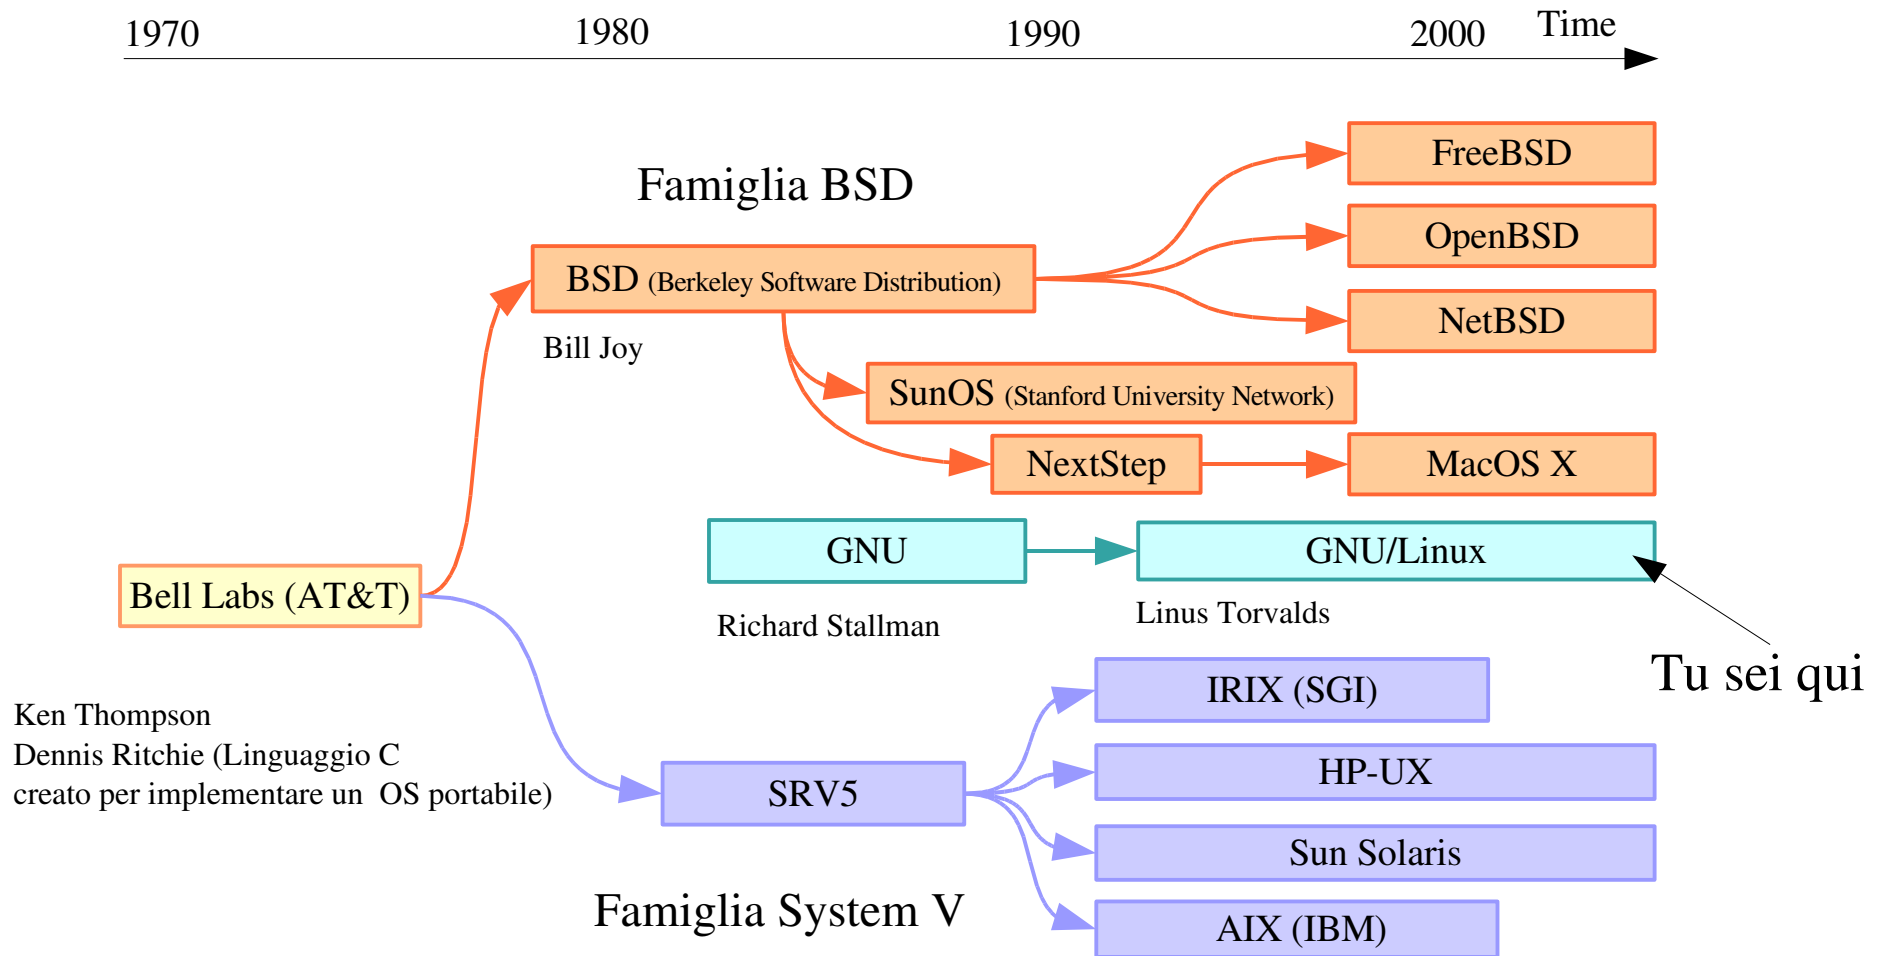 1970
1980
1990
2000
Time
Famiglia BSD
FreeBSD
OpenBSD
BSD (Berkeley Software Distribution)
NetBSD
Bill Joy
SunOS (Stanford University Network)
NextStep
MacOS X
GNU
GNU/Linux
Bell Labs (AT&T)
Richard Stallman
Linus Torvalds
Tu sei qui
IRIX (SGI)
Ken Thompson
Dennis Ritchie (Linguaggio C
creato per implementare un  OS portabile)
HP-UX
SRV5
Sun Solaris
Famiglia System V
AIX (IBM)